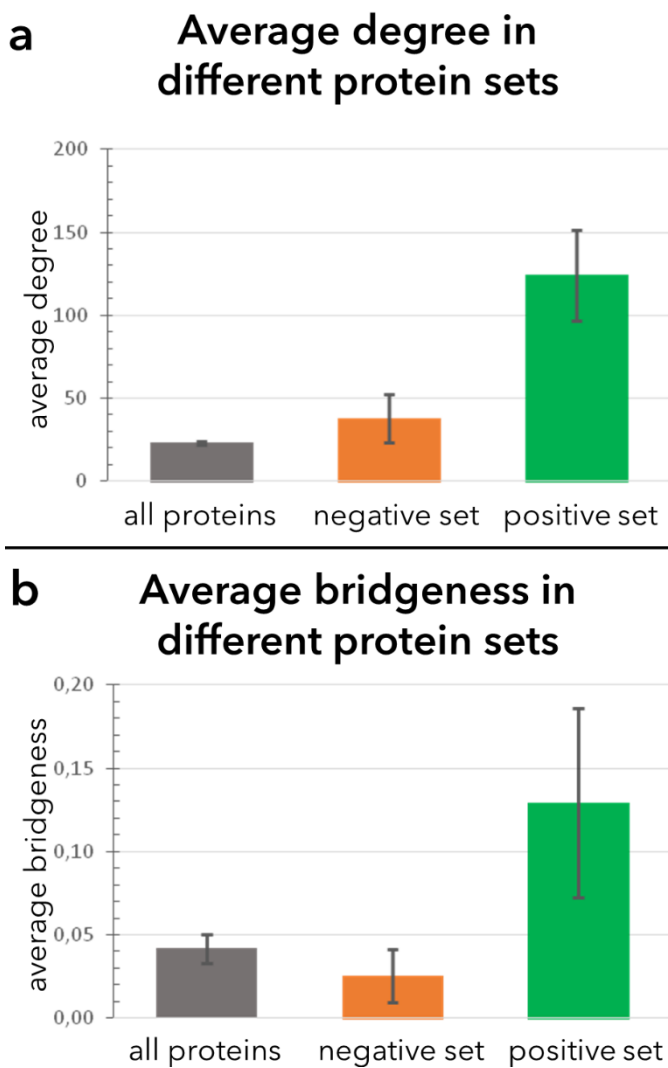 a
Average degree in
different protein sets
average degree
200
150
100
50
0
all proteins negative set positive set
b
Average bridgeness in
different protein sets
average bridgeness
0,20
0,15
0,10
0,05
0,00
all proteins negative set positive set